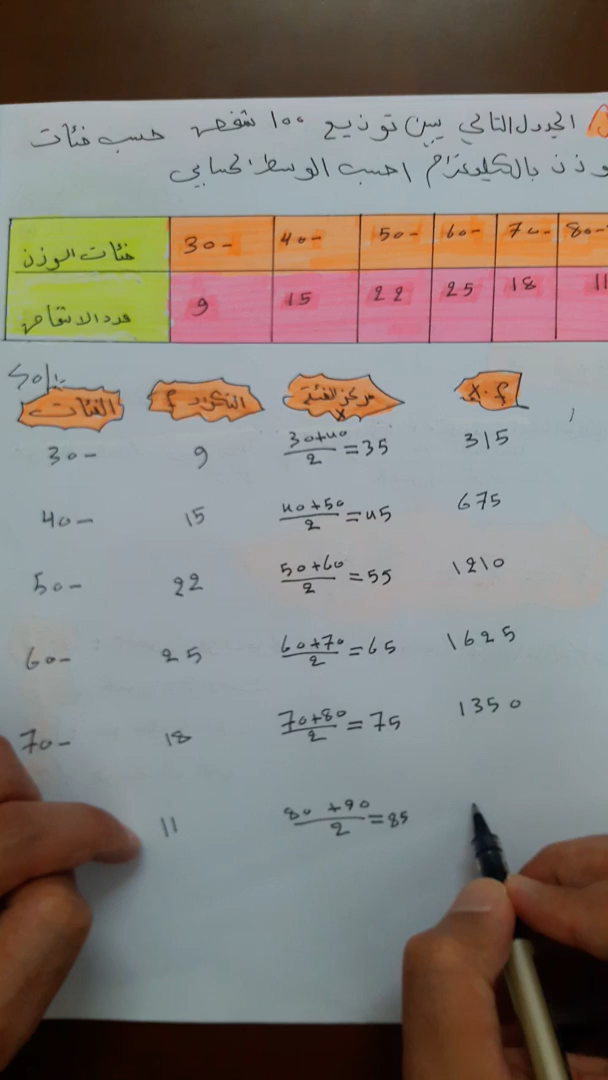 الجدول التالي يبين توزيع ١٠٠ شخص حسب فئات
وزن بالكيلوغرام احسب الوسط الحسابي
فئات الوزن 30- 40- 50- 60- 70- 80-
عدد الاشخاص 9 15 22 25 18 11
Sol:
الفئات التكرار f مركز الفئة x f.x
30- 9 30+40/2=35 315
40- 15 40+50/2=45 675
50- 22 50+60/2=55 1210
60- 25 60+70/2=65 1625
70- 18 70+80/2=75 1350
11 80+90/2=85